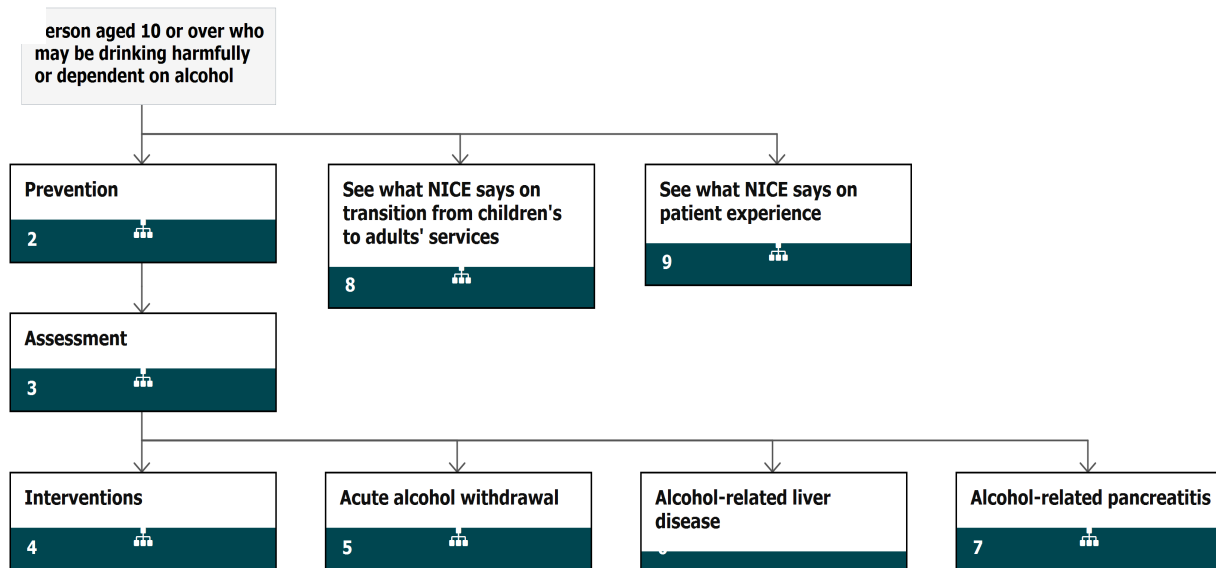 erson aged 10 or over who
may be drinking harmfully
or dependent on alcohol
Prevention
2
See what NICE says on
transition from children's
to adults' services
8
See what NICE says on
patient experience
9
Assessment
3
Interventions
4
Acute alcohol withdrawal
5
Alcohol-related liver
disease
Alcohol-related pancreatitis
7